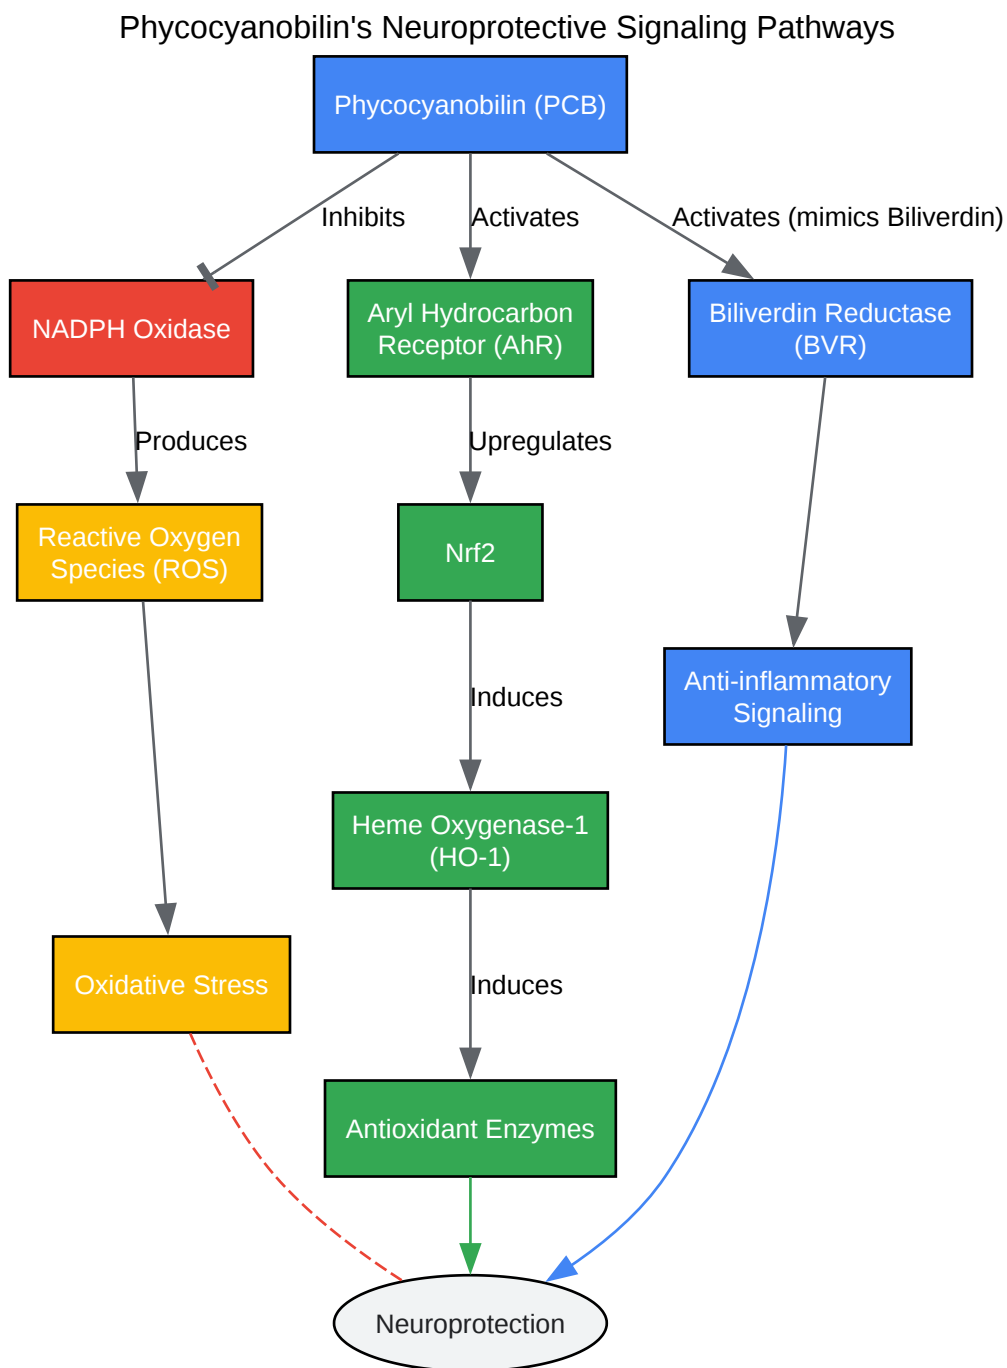 Phycocyanobilin's Neuroprotective Signaling Pathways
Phycocyanobilin (PCB)
Inhibits
Activates
Activates (mimics Biliverdin)
NADPH Oxidase
Aryl Hydrocarbon
Receptor (AhR)
Biliverdin Reductase
(BVR)
Produces
Upregulates
Reactive Oxygen
Species (ROS)
Nrf2
Induces
Anti-inflammatory
Signaling
Heme Oxygenase-1
(HO-1)
Oxidative Stress
Induces
Antioxidant Enzymes
Neuroprotection